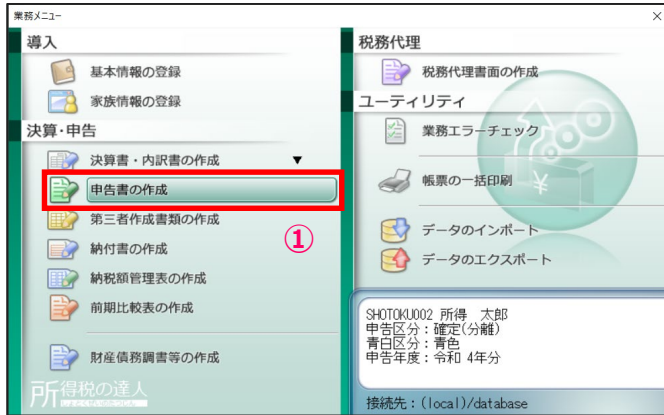 業務メニュー
導入
基本情報の登録
家族情報の登録
決算・申告
決算書・内訳書の作成 ▼
申告書の作成
第三者作成書類の作成
①
納付書の作成
納税額管理表の作成
前期比較表の作成
財産債務調書等の作成
所得税の達人
税務代理
税務代理書面の作成
ユーティリティ
業務エラーチェック
帳票の一括印刷
データのインポート
データのエクスポート
SHOTOKU002 所得 太郎
申告区分：確定(分離)
青白区分：青色
申告年度：令和 4年分
接続先：(local)/database